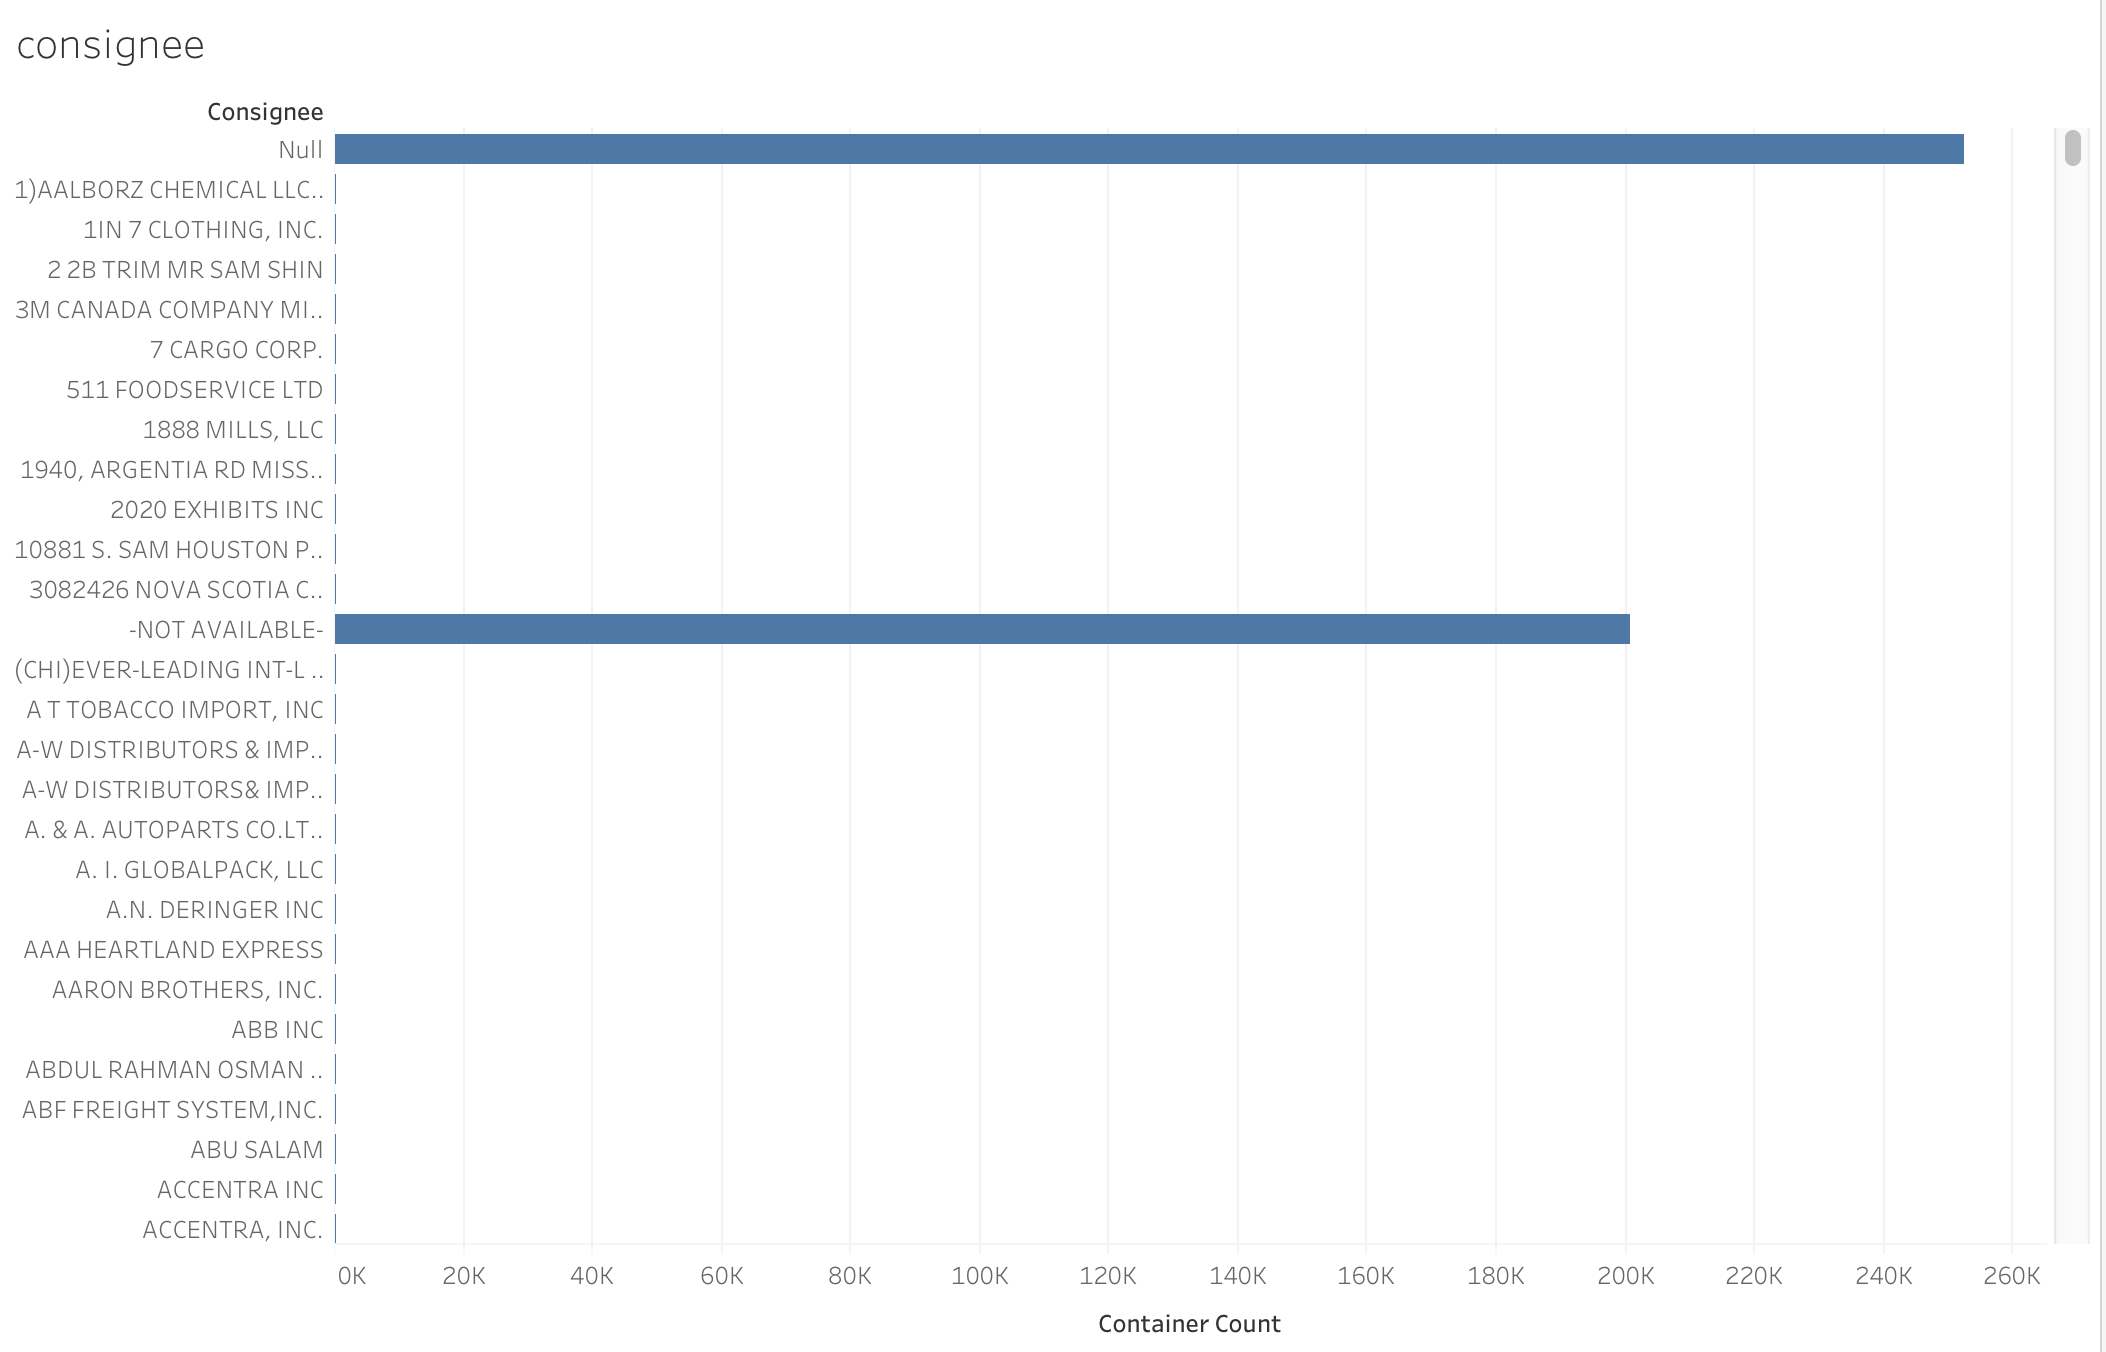 consignee
Consignee
Null
1)AALBORZ CHEMICAL LLC..
1IN 7 CLOTHING, INC.
2 2B TRIM MR SAM SHIN
3M CANADA COMPANY MI..
7 CARGO CORP.
511 FOODSERVICE LTD
1888 MILLS, LLC
1940, ARGENTIA RD MISS..
2020 EXHIBITS INC
10881 S. SAM HOUSTON P..
3082426 NOVA SCOTIA C..
-NOT AVAILABLE-
(CHI)EVER-LEADING INT-L ..
A T TOBACCO IMPORT, INC
A-W DISTRIBUTORS & IMP..
A-W DISTRIBUTORS& IMP..
A. & A. AUTOPARTS CO.LT..
A. I. GLOBALPACK, LLC
A.N. DERINGER INC
AAA HEARTLAND EXPRESS
AARON BROTHERS, INC.
ABB INC
ABDUL RAHMAN OSMAN ..
ABF FREIGHT SYSTEM,INC.
ABU SALAM
ACCENTRA INC
ACCENTRA, INC.
0K 20K 40K 60K 80K 100K 120K 140K 160K 180K 200K 220K 240K 260K
Container Count